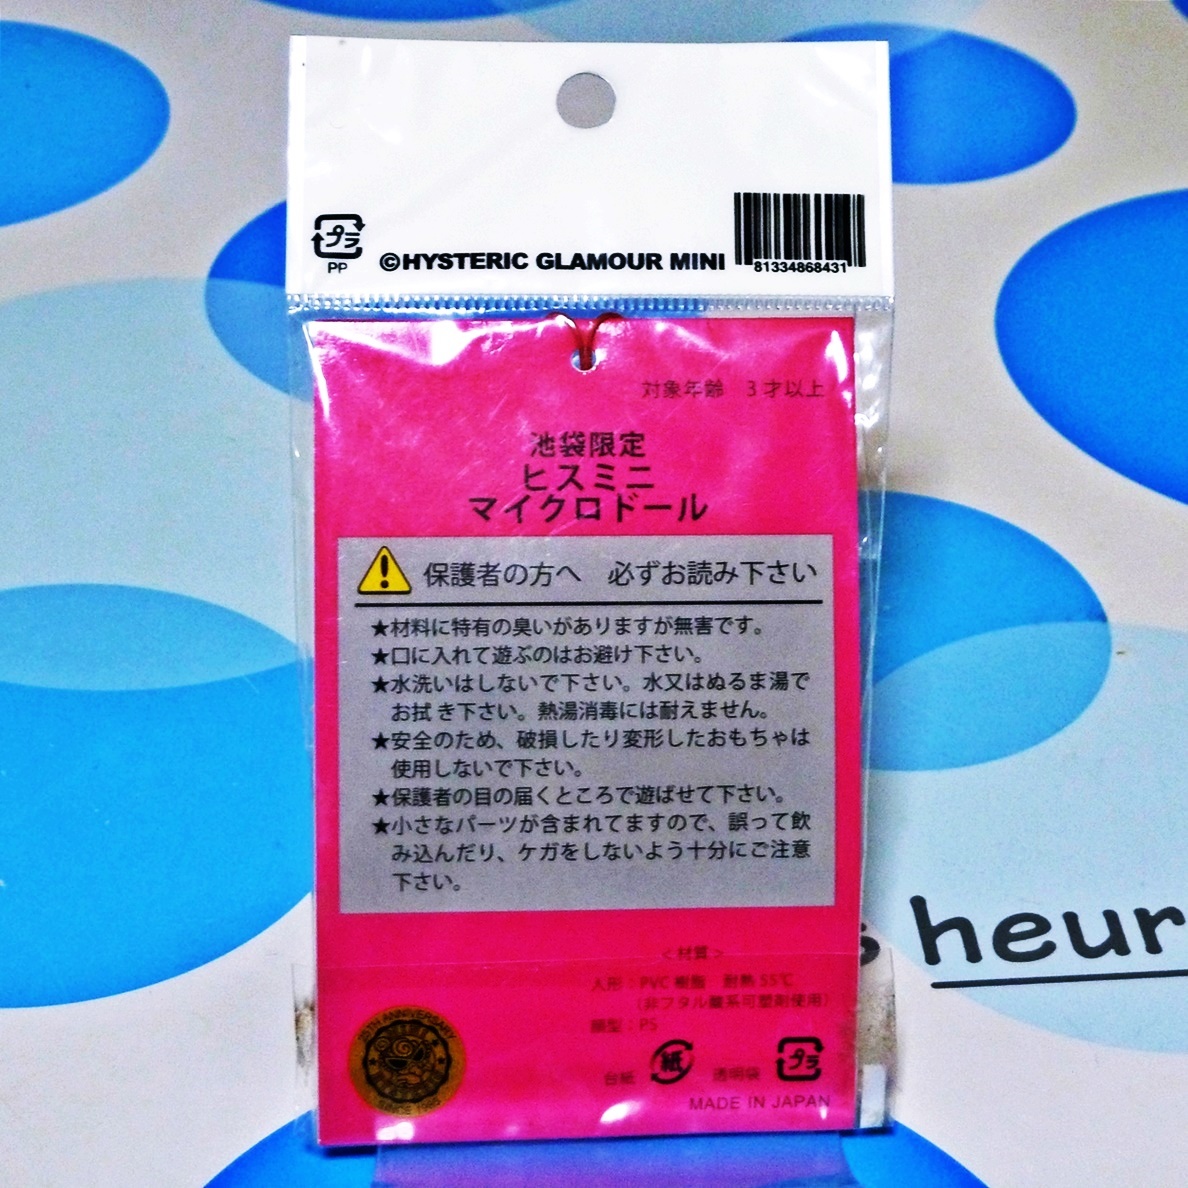 プラ
PP
©HYSTERIC GLAMOUR MINI
81334868431
対象年齢　3才以上
池袋限定
ヒスミニ
マイクロドール
保護者の方へ　必ずお読み下さい
★材料に特有の臭いがありますが無害です。
★口に入れて遊ぶのはお避け下さい。
★水洗いはしないで下さい。水又はぬるま湯で
お拭き下さい。熱湯消毒には耐えません。
★安全のため、破損したり変形したおもちゃは
使用しないで下さい。
★保護者の目の届くところで遊ばせて下さい。
★小さなパーツが含まれてますので、誤って飲
み込んだり、ケガをしないよう十分にご注意
下さい。
heur
<材質>
人形：PVC樹脂　耐熱55℃
（非フタル酸系可塑剤使用）
PS
台紙 紙 透明袋 プラ
MADE IN JAPAN
ANNIVERSARY
SINCE